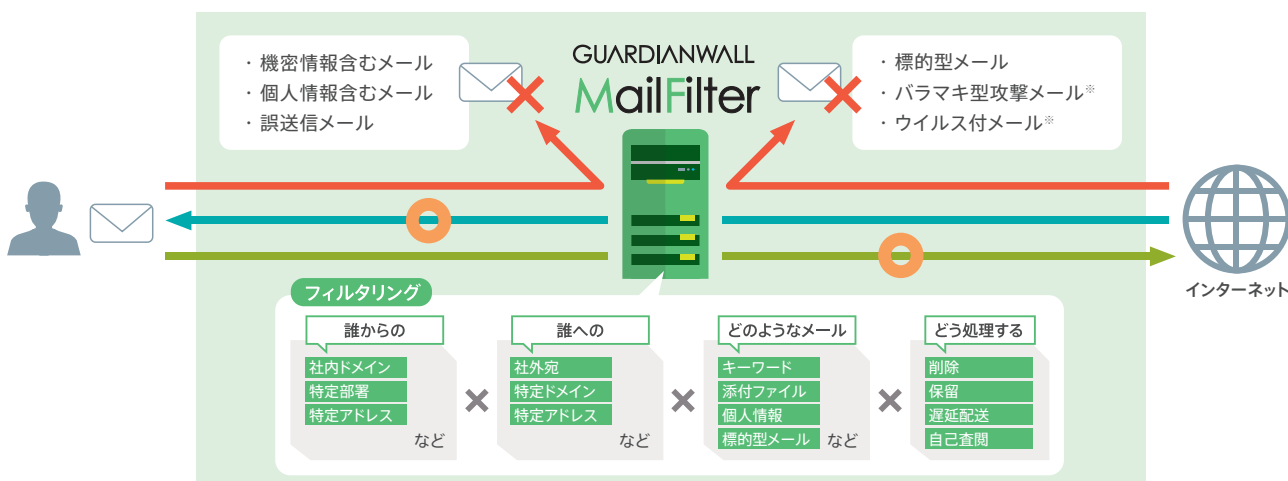 ・機密情報含むメール
・個人情報含むメール
・誤送信メール
GUARDIANWALL
MailFilter
・標的型メール
・バラマキ型攻撃メール※
・ウイルス付メール※
インターネット
フィルタリング
誰からの
社内ドメイン
特定部署
特定アドレス
など
誰への
社外宛
特定ドメイン
特定アドレス
など
どのようなメール
キーワード
添付ファイル
個人情報
標的型メール
など
どう処理する
削除
保留
遅延配送
自己査閲